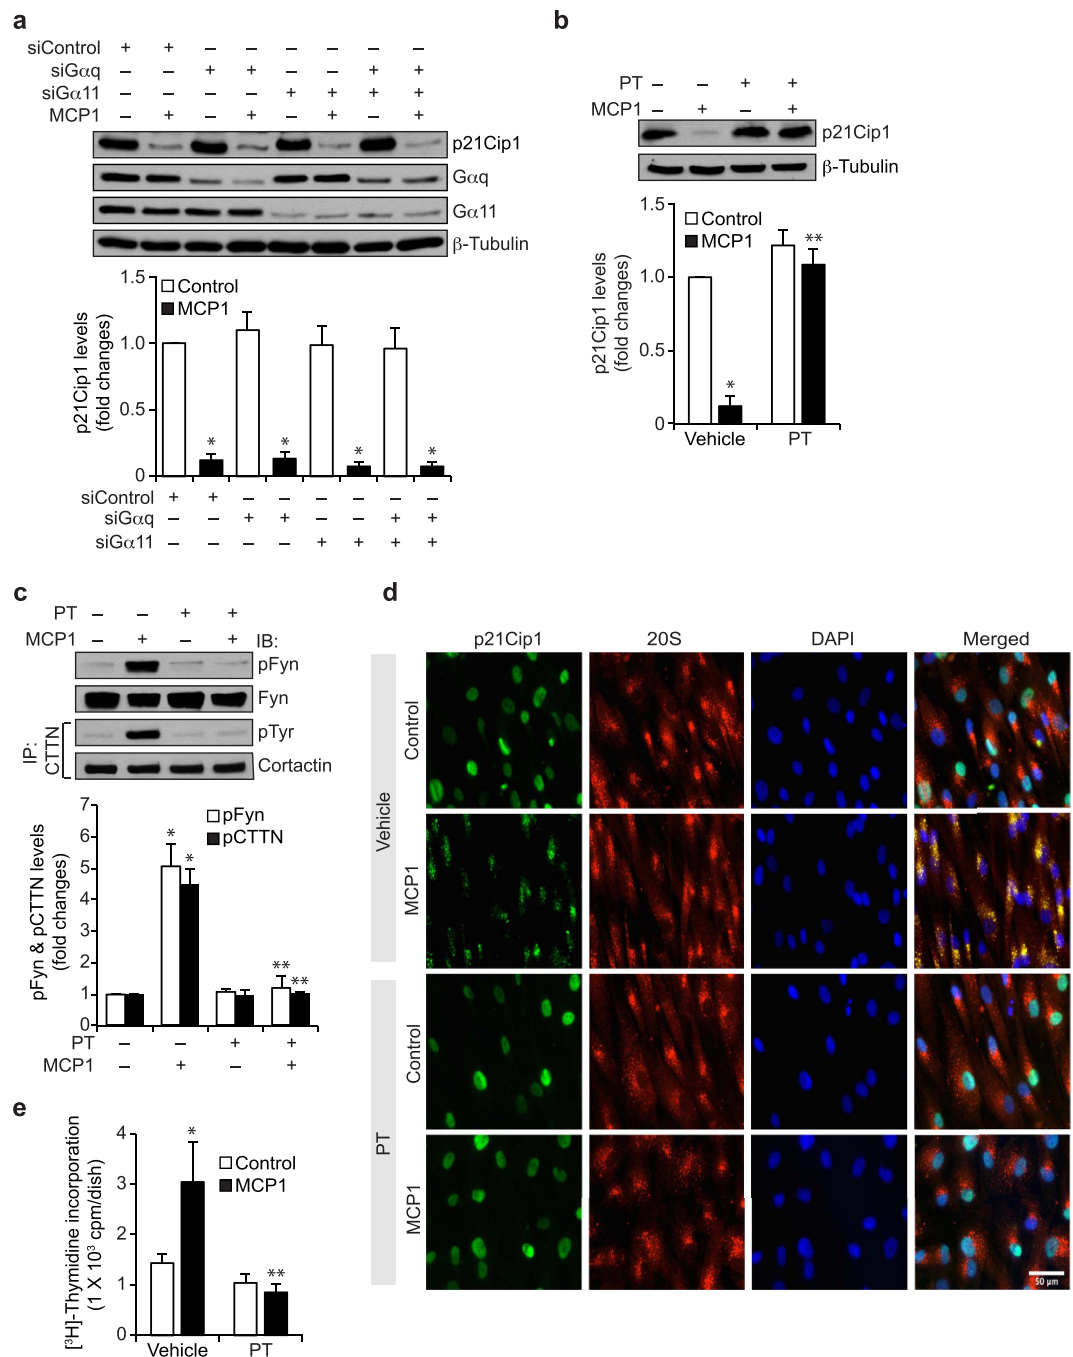 a
siControl + + – – – – – –
siGαq – – + + – – + +
siGα11 – – – – + + + +
MCP1 – + – + – + – +
p21Cip1
Gαq
Gα11
β-Tubulin
1.5
1.0
0.5
0
p21Cip1 levels
(fold changes)
Control
MCP1
* * * *
siControl + + – – – – – –
siGαq – – + + – – + +
siGα11 – – – – + + + +
b
PT – – + +
MCP1 – + – +
p21Cip1
β-Tubulin
1.5
1.0
0.5
0
p21Cip1 levels
(fold changes)
Control
MCP1
* **
Vehicle PT
c
PT – – + +
MCP1 – + – + IB:
pFyn
Fyn
IP:
CTTN
pTyr
Cortactin
7
6
5
4
3
2
1
0
pFyn & pCTTN levels
(fold changes)
pFyn
pCTTN
* * ** **
PT – – + +
MCP1 – + – +
d
p21Cip1 20S DAPI Merged
Vehicle
Control
MCP1
PT
Control
MCP1
50 µm
e
4
3
2
1
0
[³H]-Thymidine incorporation
(1 X 10³ cpm/dish)
Control
MCP1
* **
Vehicle PT